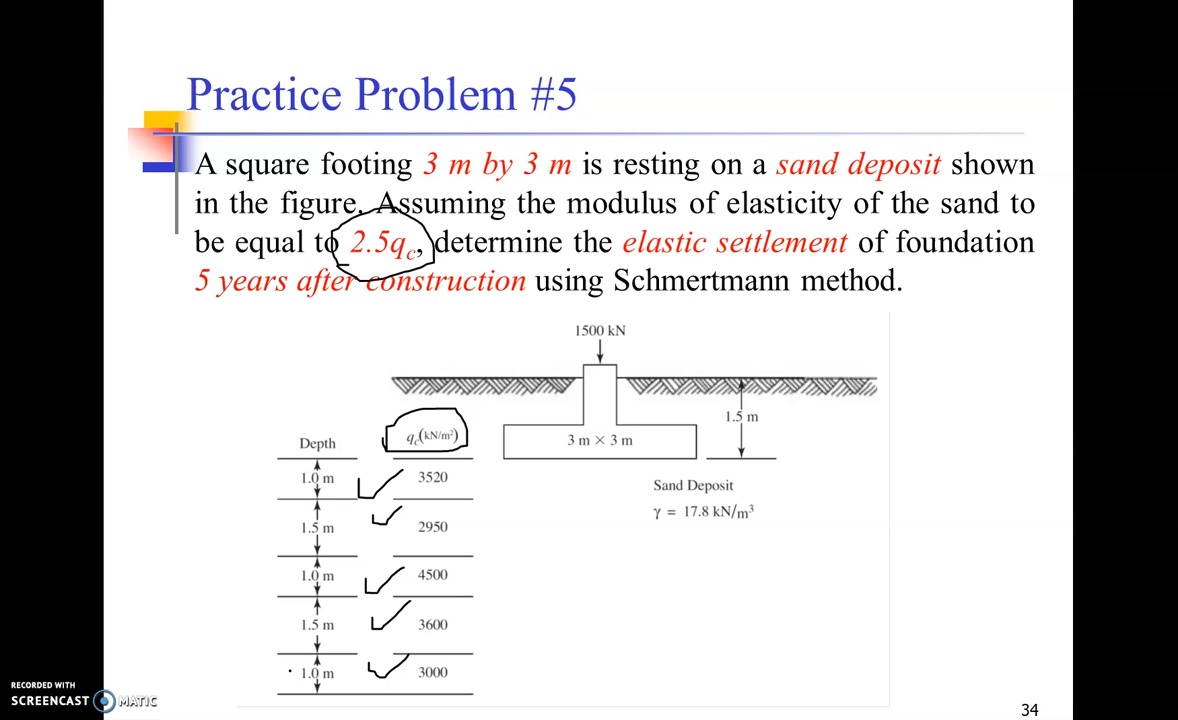 Practice Problem #5
A square footing 3 m by 3 m is resting on a sand deposit shown
in the figure. Assuming the modulus of elasticity of the sand to
be equal to 2.5qc, determine the elastic settlement of foundation
5 years after construction using Schmertmann method.
1500 kN
1.5 m
Depth
qc(kN/m²)
3 m × 3 m
1.0 m
3520
Sand Deposit
γ = 17.8 kN/m³
1.5 m
2950
1.0 m
4500
1.5 m
3600
1.0 m
3000
RECORDED WITH
SCREENCAST MATIC
34